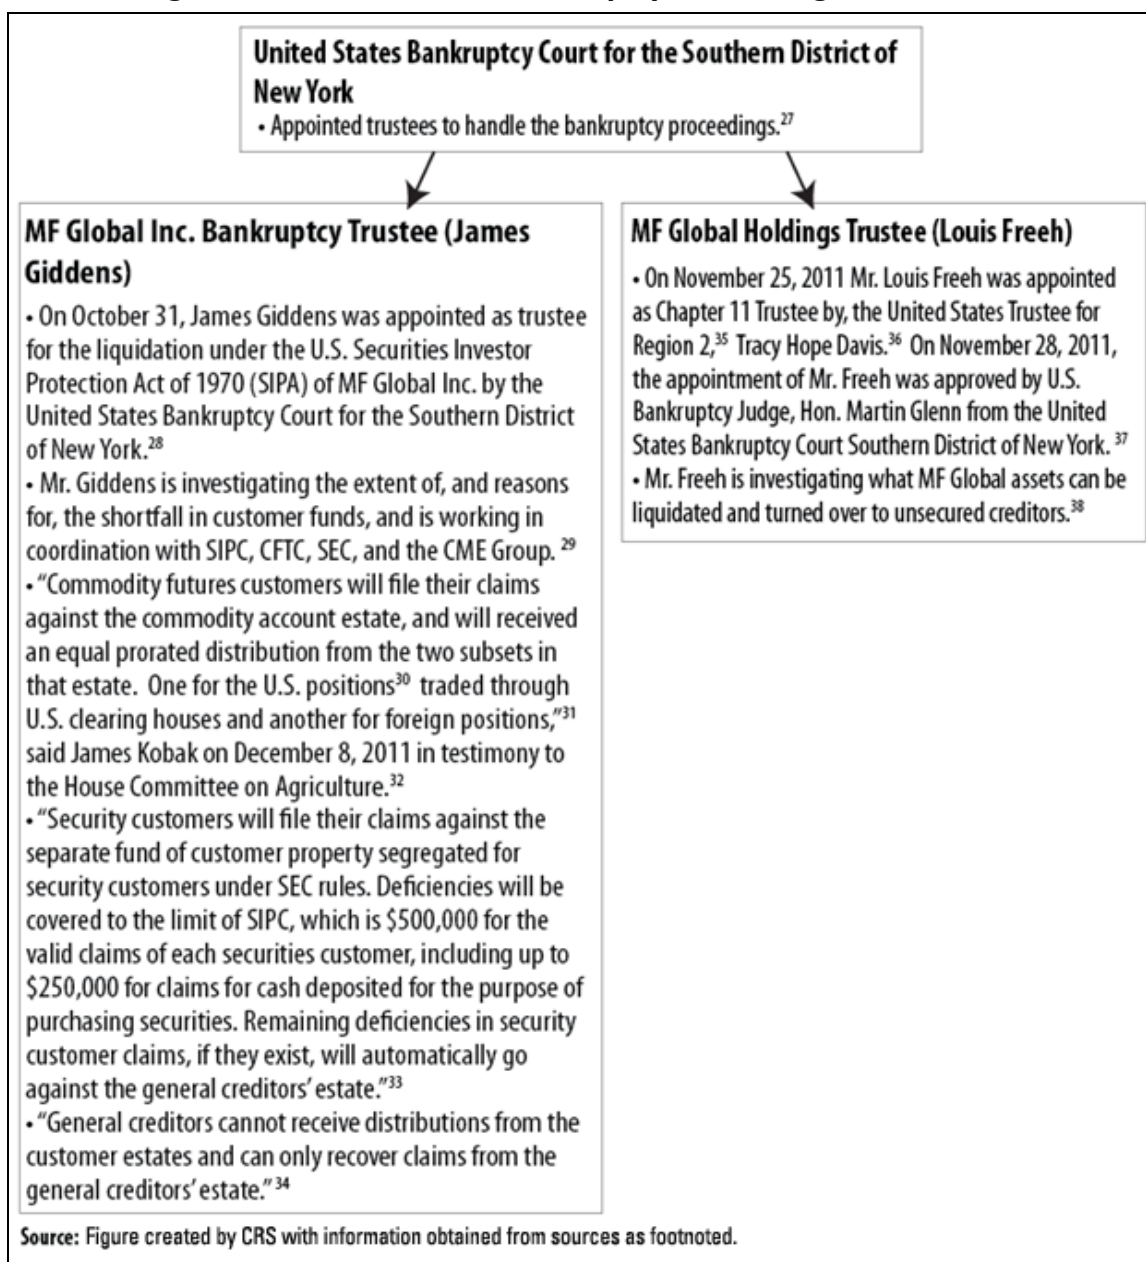 United States Bankruptcy Court for the Southern District of
New York
• Appointed trustees to handle the bankruptcy proceedings.27
MF Global Inc. Bankruptcy Trustee (James
Giddens)
• On October 31, James Giddens was appointed as trustee
for the liquidation under the U.S. Securities Investor
Protection Act of 1970 (SIPA) of MF Global Inc. by the
United States Bankruptcy Court for the Southern District
of New York.28
• Mr. Giddens is investigating the extent of, and reasons
for, the shortfall in customer funds, and is working in
coordination with SIPC, CFTC, SEC, and the CME Group. 29
• “Commodity futures customers will file their claims
against the commodity account estate, and will received
an equal prorated distribution from the two subsets in
that estate. One for the U.S. positions30 traded through
U.S. clearing houses and another for foreign positions,”31
said James Kobak on December 8, 2011 in testimony to
the House Committee on Agriculture.32
• “Security customers will file their claims against the
separate fund of customer property segregated for
security customers under SEC rules. Deficiencies will be
covered to the limit of SIPC, which is $500,000 for the
valid claims of each securities customer, including up to
$250,000 for claims for cash deposited for the purpose of
purchasing securities. Remaining deficiencies in security
customer claims, if they exist, will automatically go
against the general creditors’ estate.”33
• “General creditors cannot receive distributions from the
customer estates and can only recover claims from the
general creditors’ estate.” 34
MF Global Holdings Trustee (Louis Freeh)
• On November 25, 2011 Mr. Louis Freeh was appointed
as Chapter 11 Trustee by, the United States Trustee for
Region 2,35 Tracy Hope Davis.36 On November 28, 2011,
the appointment of Mr. Freeh was approved by U.S.
Bankruptcy Judge, Hon. Martin Glenn from the United
States Bankruptcy Court Southern District of New York. 37
• Mr. Freeh is investigating what MF Global assets can be
liquidated and turned over to unsecured creditors.38
Source: Figure created by CRS with information obtained from sources as footnoted.